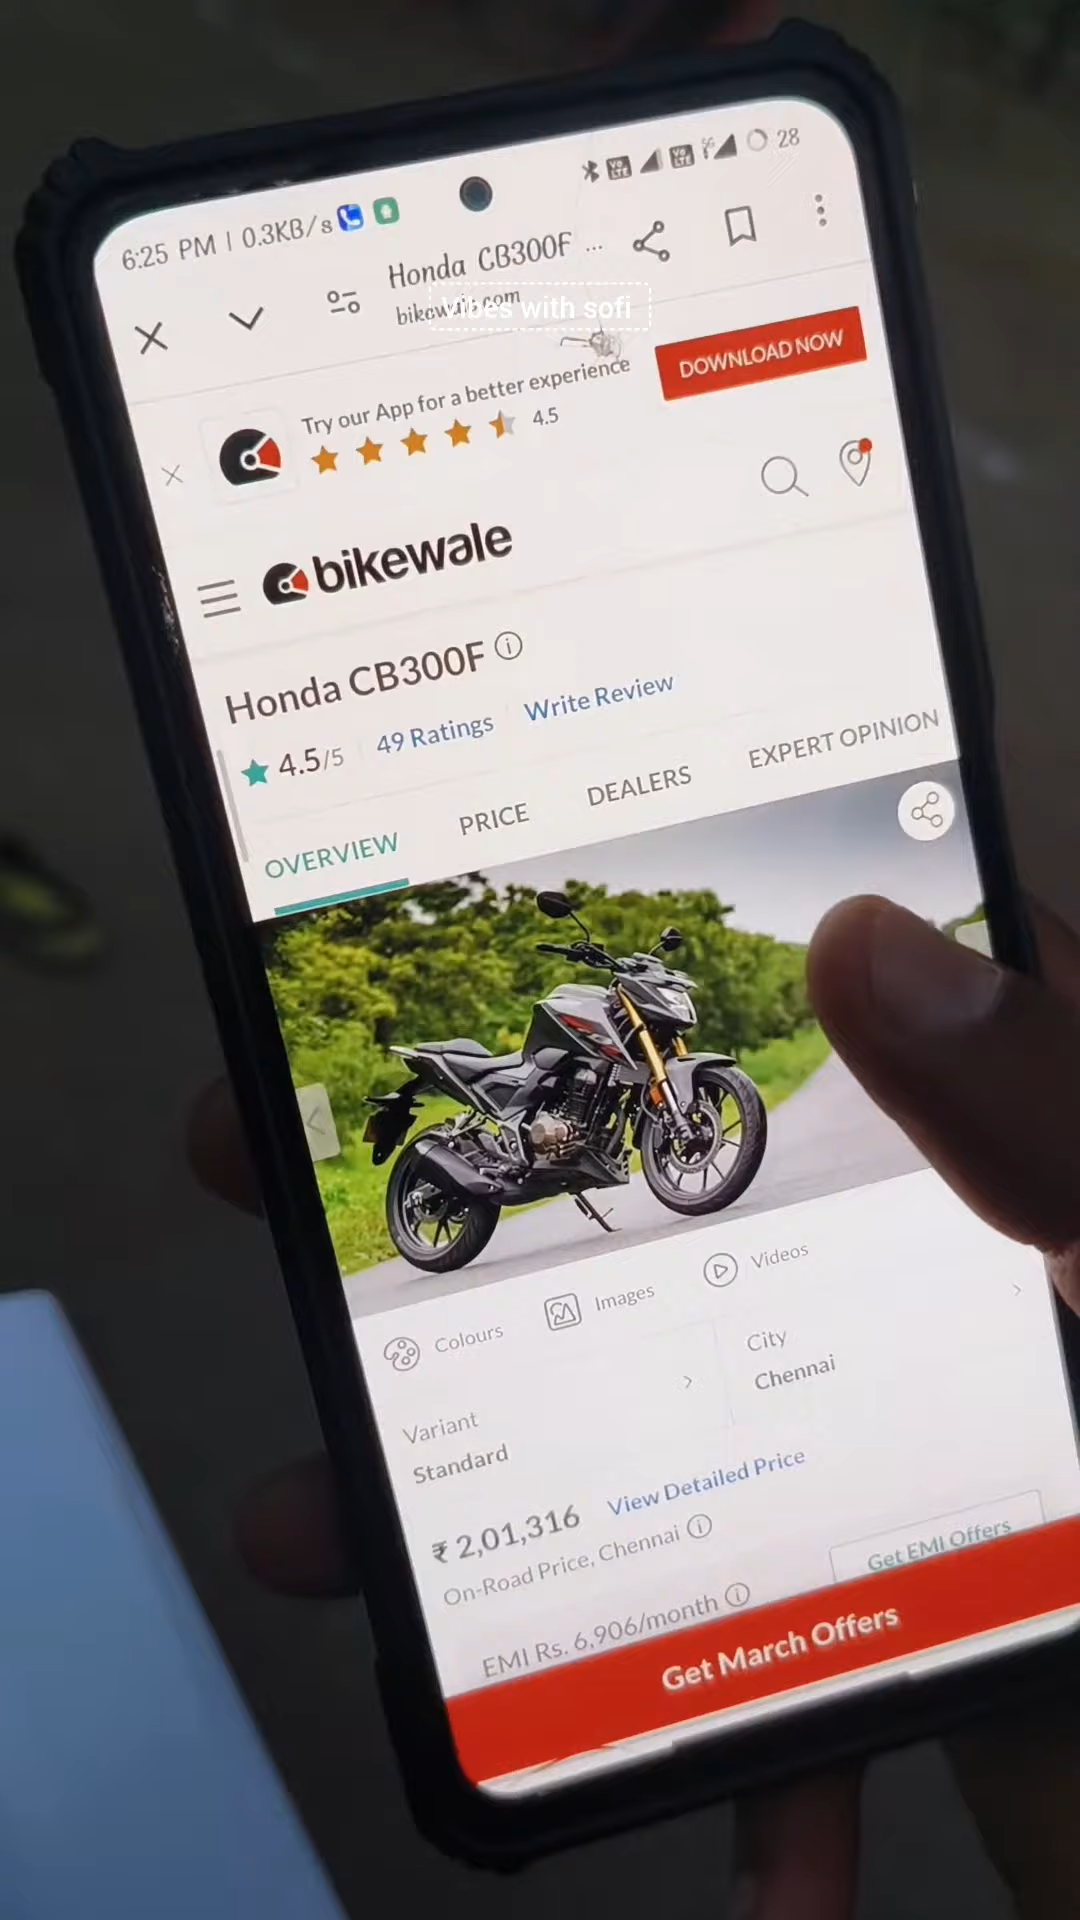 6:25 PM | 0.3KB/s
28
Honda CB300F ...
bikewale.com
Vibes with sofi
Try our App for a better experience
4.5
DOWNLOAD NOW
bikewale
Honda CB300F
4.5/5
49 Ratings
Write Review
OVERVIEW
PRICE
DEALERS
EXPERT OPINION
Colours
Images
Videos
Variant
Standard
City
Chennai
₹ 2,01,316
View Detailed Price
On-Road Price, Chennai
EMI Rs. 6,906/month
Get EMI Offers
Get March Offers